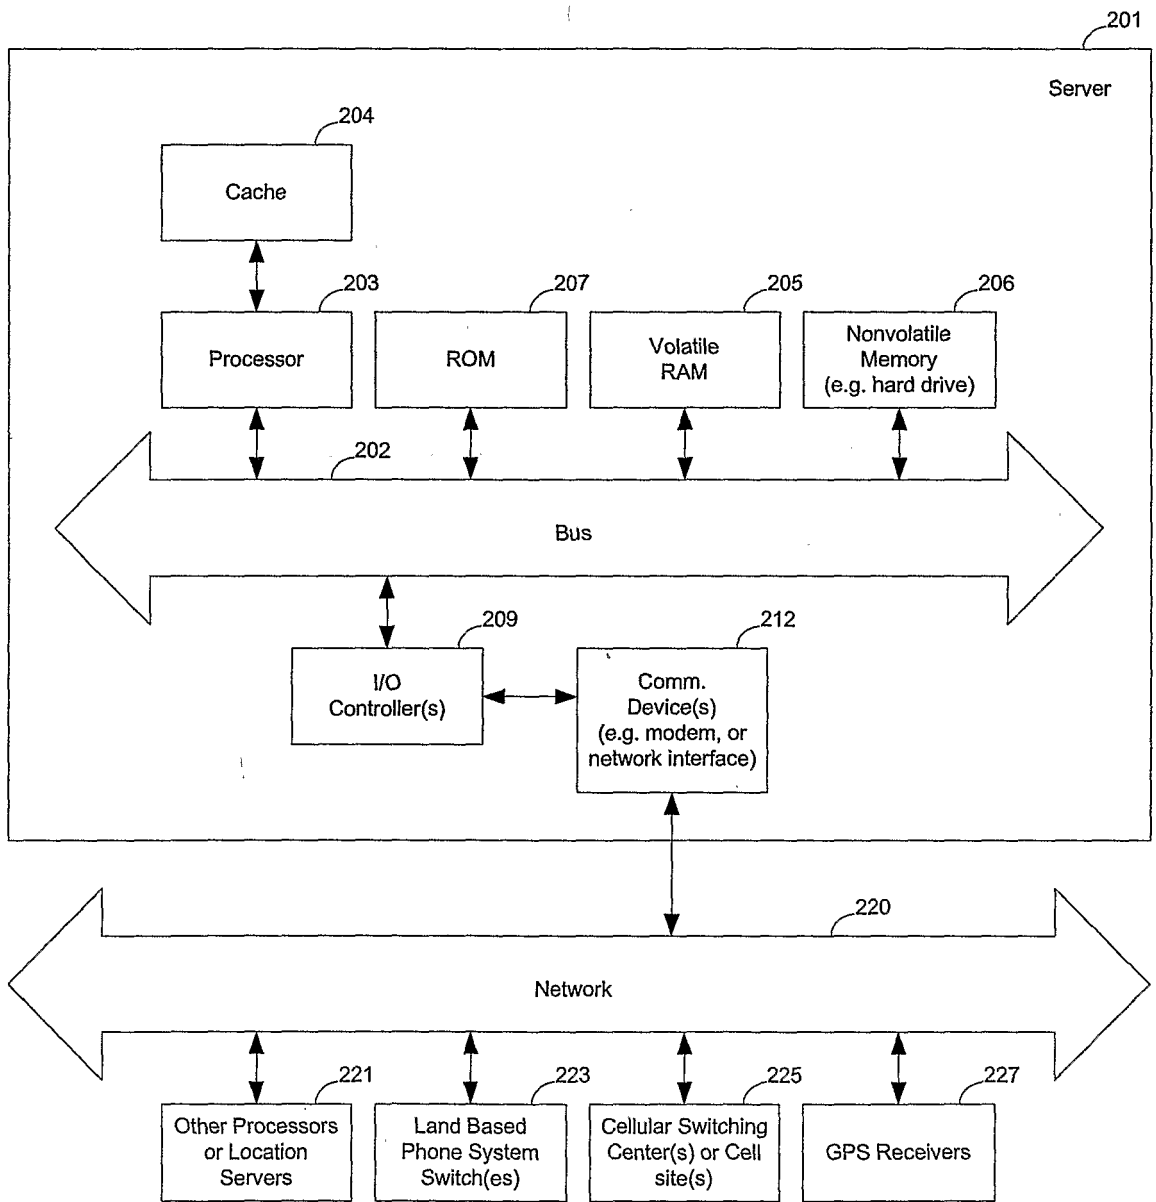 201
Server
204
Cache
203
207
205
206
Processor
ROM
Volatile
RAM
Nonvolatile
Memory
(e.g. hard drive)
202
Bus
209
212
I/O
Controller(s)
Comm.
Device(s)
(e.g. modem, or
network interface)
220
Network
221
223
225
227
Other Processors
or Location
Servers
Land Based
Phone System
Switch(es)
Cellular Switching
Center(s) or Cell
site(s)
GPS Receivers